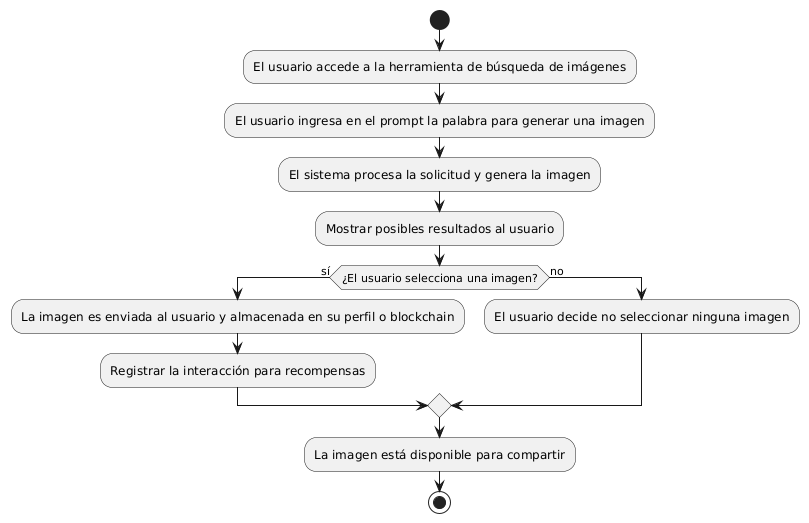 El usuario accede a la herramienta de búsqueda de imágenes
El usuario ingresa en el prompt la palabra para generar una imagen
El sistema procesa la solicitud y genera la imagen
Mostrar posibles resultados al usuario
sí
¿El usuario selecciona una imagen?
no
La imagen es enviada al usuario y almacenada en su perfil o blockchain
El usuario decide no seleccionar ninguna imagen
Registrar la interacción para recompensas
La imagen está disponible para compartir